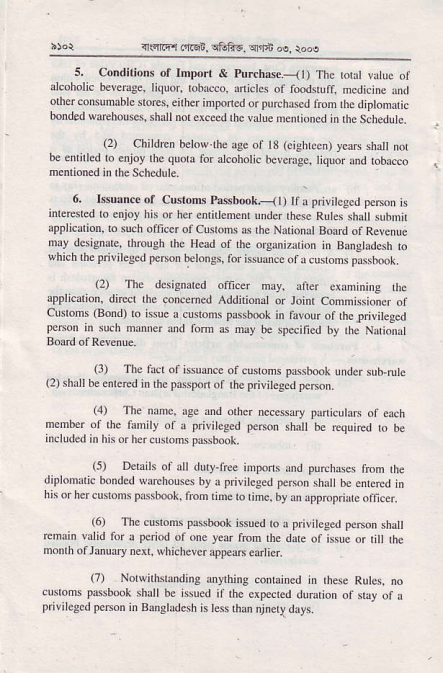 ৯১০২ বাংলাদেশ গেজেট, অতিরিক্ত, আগস্ট ০৩, ২০০৩
5. Conditions of Import & Purchase.—(1) The total value of
alcoholic beverage, liquor, tobacco, articles of foodstuff, medicine and
other consumable stores, either imported or purchased from the diplomatic
bonded warehouses, shall not exceed the value mentioned in the Schedule.
(2) Children below the age of 18 (eighteen) years shall not
be entitled to enjoy the quota for alcoholic beverage, liquor and tobacco
mentioned in the Schedule.
6. Issuance of Customs Passbook.—(1) If a privileged person is
interested to enjoy his or her entitlement under these Rules shall submit
application, to such officer of Customs as the National Board of Revenue
may designate, through the Head of the organization in Bangladesh to
which the privileged person belongs, for issuance of a customs passbook.
(2) The designated officer may, after examining the
application, direct the concerned Additional or Joint Commissioner of
Customs (Bond) to issue a customs passbook in favour of the privileged
person in such manner and form as may be specified by the National
Board of Revenue.
(3) The fact of issuance of customs passbook under sub-rule
(2) shall be entered in the passport of the privileged person.
(4) The name, age and other necessary particulars of each
member of the family of a privileged person shall be required to be
included in his or her customs passbook.
(5) Details of all duty-free imports and purchases from the
diplomatic bonded warehouses by a privileged person shall be entered in
his or her customs passbook, from time to time, by an appropriate officer.
(6) The customs passbook issued to a privileged person shall
remain valid for a period of one year from the date of issue or till the
month of January next, whichever appears earlier.
(7) Notwithstanding anything contained in these Rules, no
customs passbook shall be issued if the expected duration of stay of a
privileged person in Bangladesh is less than ninety days.